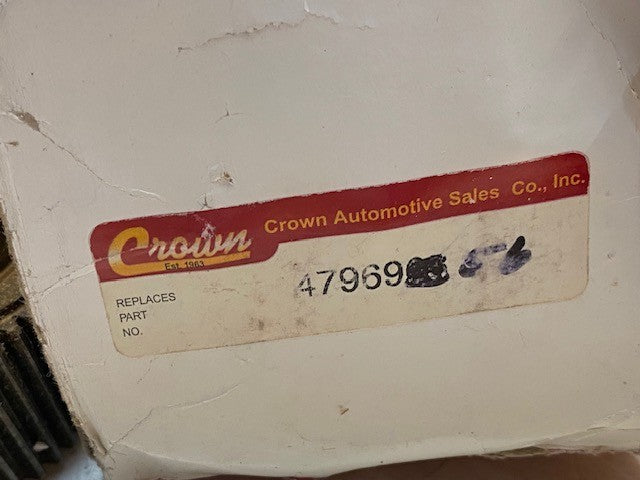 Crown Automotive Sales Co., Inc.
Crown
Est. 1963
REPLACES
PART
NO.
47969